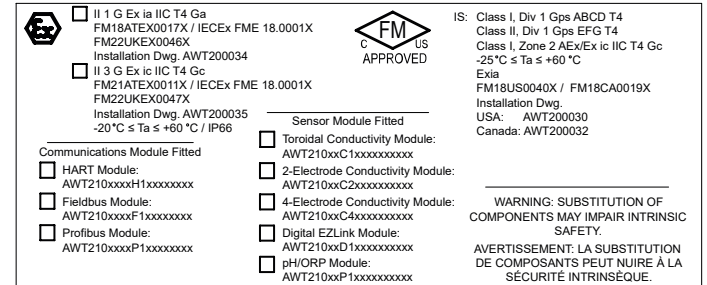 Ex
II 1 G Ex ia IIC T4 Ga
FM18ATEX0017X / IECEx FME 18.0001X
FM22UKEX0046X
Installation Dwg. AWT200034
II 3 G Ex ic IIC T4 Gc
FM21ATEX0011X / IECEx FME 18.0001X
FM22UKEX0047X
Installation Dwg. AWT200035
-20°C ≤ Ta ≤ +60 °C / IP66
Communications Module Fitted
HART Module:
AWT210xxxxH1xxxxxxxx
Fieldbus Module:
AWT210xxxxF1xxxxxxxx
Profibus Module:
AWT210xxxxP1xxxxxxxx
FM
C US
APPROVED
Sensor Module Fitted
Toroidal Conductivity Module:
AWT210xxC1xxxxxxxxxx
2-Electrode Conductivity Module:
AWT210xxC2xxxxxxxxxx
4-Electrode Conductivity Module:
AWT210xxC4xxxxxxxxxx
Digital EZLink Module:
AWT210xxD1xxxxxxxxxx
pH/ORP Module:
AWT210xxP1xxxxxxxxxx
IS: Class I, Div 1 Gps ABCD T4
Class II, Div 1 Gps EFG T4
Class I, Zone 2 AEx/Ex ic IIC T4 Gc
-25°C ≤ Ta ≤ +60 °C
Exia
FM18US0040X / FM18CA0019X
Installation Dwg.
USA: AWT200030
Canada: AWT200032
WARNING: SUBSTITUTION OF
COMPONENTS MAY IMPAIR INTRINSIC
SAFETY.
AVERTISSEMENT: LA SUBSTITUTION
DE COMPOSANTS PEUT NUIRE À LA
SÉCURITÉ INTRINSÈQUE.